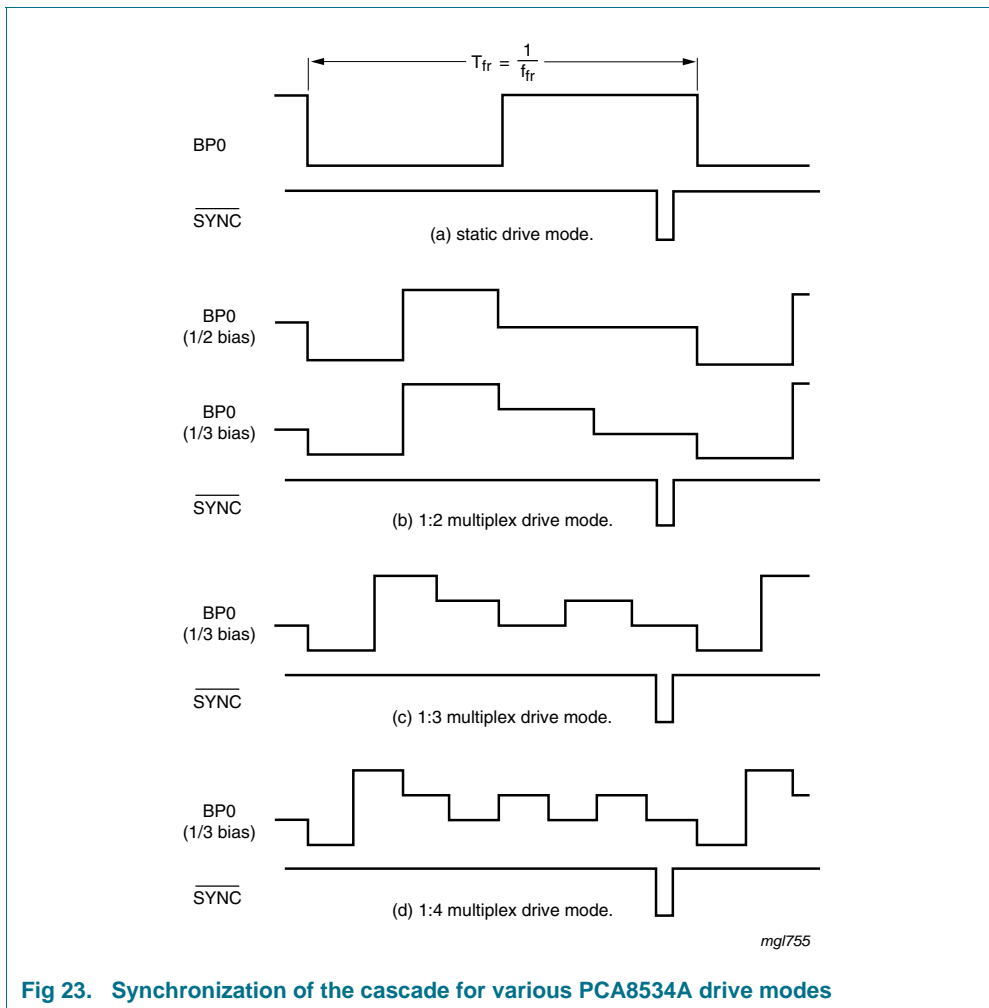 T_fr = 1/f_fr
BP0
SYNC
(a) static drive mode.
BP0
(1/2 bias)
BP0
(1/3 bias)
SYNC
(b) 1:2 multiplex drive mode.
BP0
(1/3 bias)
SYNC
(c) 1:3 multiplex drive mode.
BP0
(1/3 bias)
SYNC
(d) 1:4 multiplex drive mode.
mgl755
Fig 23. Synchronization of the cascade for various PCA8534A drive modes